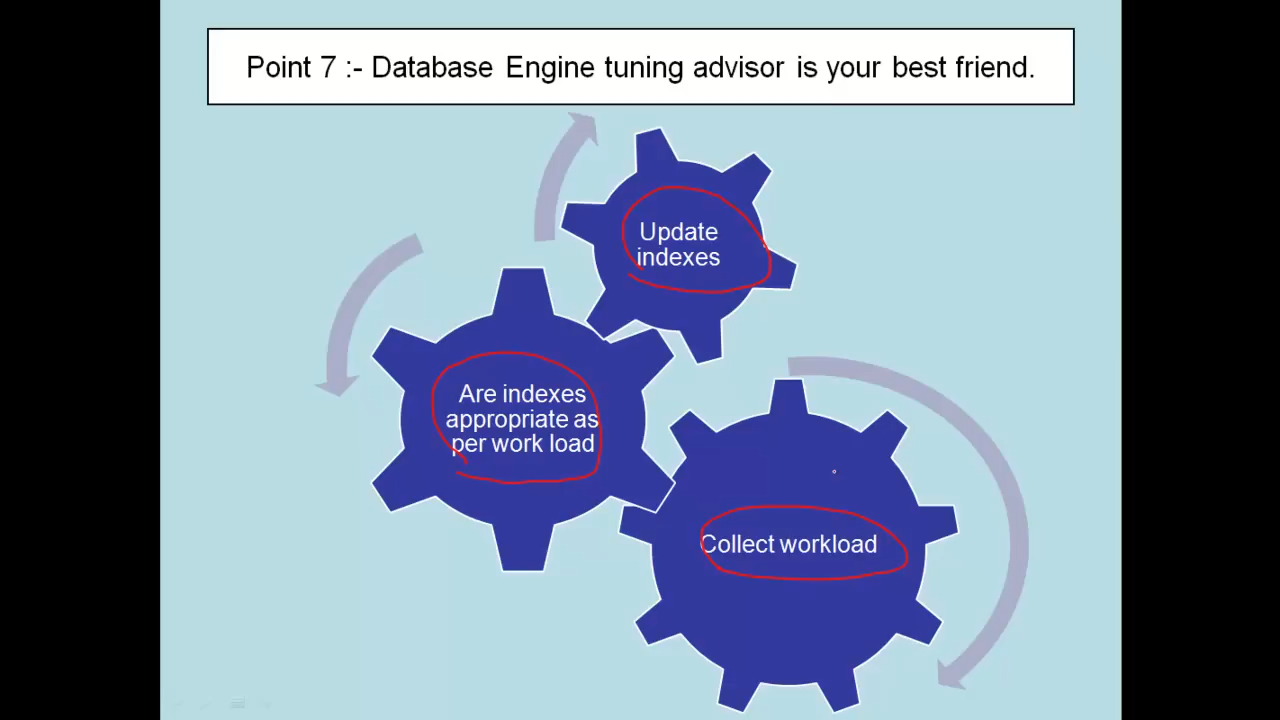 Point 7 :- Database Engine tuning advisor is your best friend.
Update
indexes
Are indexes
appropriate as
per work load
Collect workload